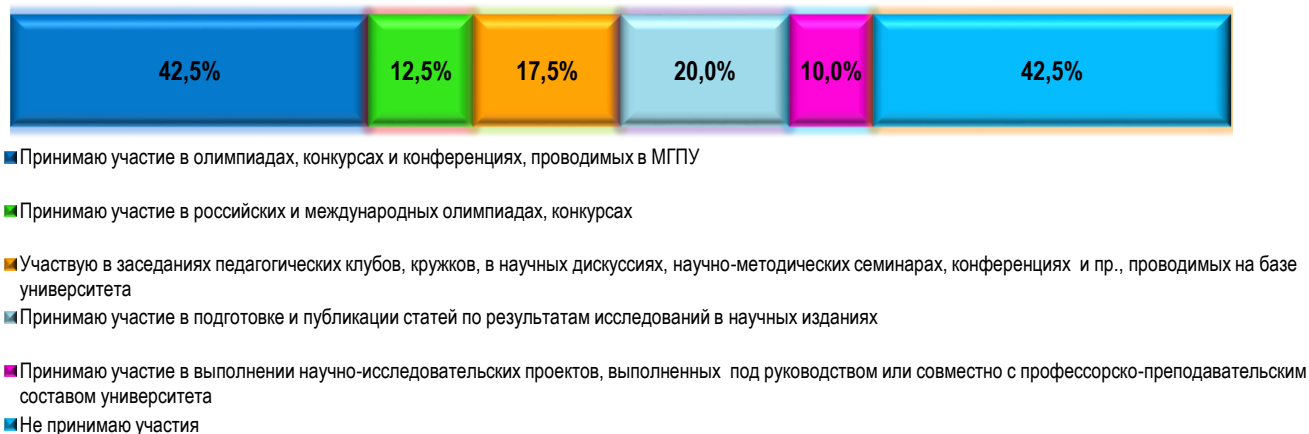 42,5% 12,5% 17,5% 20,0% 10,0% 42,5%
Принимаю участие в олимпиадах, конкурсах и конференциях, проводимых в МГПУ
Принимаю участие в российских и международных олимпиадах, конкурсах
Участвую в заседаниях педагогических клубов, кружков, в научных дискуссиях, научно-методических семинарах, конференциях и пр., проводимых на базе
университета
Принимаю участие в подготовке и публикации статей по результатам исследований в научных изданиях
Принимаю участие в выполнении научно-исследовательских проектов, выполненных под руководством или совместно с профессорско-преподавательским
составом университета
Не принимаю участия